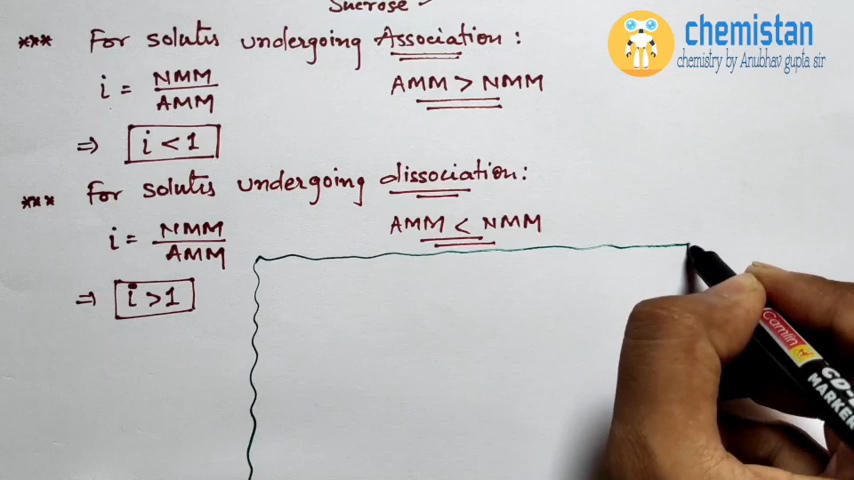 Sucrose
*** For solutes undergoing Association :
i = NMM / AMM
AMM > NMM
⇒ i < 1
*** For solutes undergoing dissociation :
i = NMM / AMM
AMM < NMM
⇒ i > 1
chemistan
chemistry by Anubhav gupta sir
Camlin
CD-
MARKER